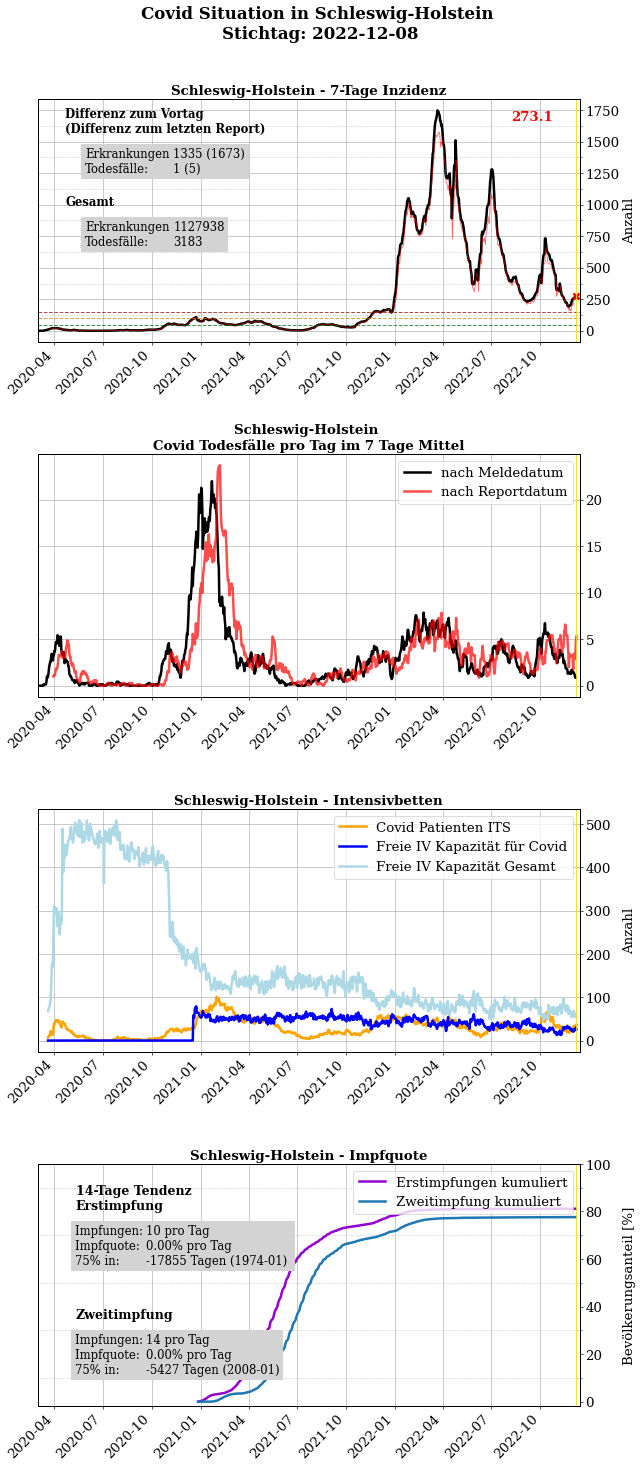 Covid Situation in Schleswig-Holstein
Stichtag: 2022-12-08
Schleswig-Holstein - 7-Tage Inzidenz
Differenz zum Vortag
(Differenz zum letzten Report)
Erkrankungen 1335 (1673)
Todesfälle: 1 (5)
Gesamt
Erkrankungen 1127938
Todesfälle: 3183
273.1
1750
1500
1250
1000
750
500
250
0
Anzahl
2020-04
2020-07
2020-10
2021-01
2021-04
2021-07
2021-10
2022-01
2022-04
2022-07
2022-10
Schleswig-Holstein
Covid Todesfälle pro Tag im 7 Tage Mittel
nach Meldedatum
nach Reportdatum
20
15
10
5
0
2020-04
2020-07
2020-10
2021-01
2021-04
2021-07
2021-10
2022-01
2022-04
2022-07
2022-10
Schleswig-Holstein - Intensivbetten
Covid Patienten ITS
Freie IV Kapazität für Covid
Freie IV Kapazität Gesamt
500
400
300
200
100
0
Anzahl
2020-04
2020-07
2020-10
2021-01
2021-04
2021-07
2021-10
2022-01
2022-04
2022-07
2022-10
Schleswig-Holstein - Impfquote
14-Tage Tendenz
Erstimpfung
Impfungen: 10 pro Tag
Impfquote: 0.00% pro Tag
75% in: -17855 Tagen (1974-01)
Zweitimpfung
Impfungen: 14 pro Tag
Impfquote: 0.00% pro Tag
75% in: -5427 Tagen (2008-01)
Erstimpfungen kumuliert
Zweitimpfung kumuliert
100
80
60
40
20
0
Bevölkerungsanteil [%]
2020-04
2020-07
2020-10
2021-01
2021-04
2021-07
2021-10
2022-01
2022-04
2022-07
2022-10